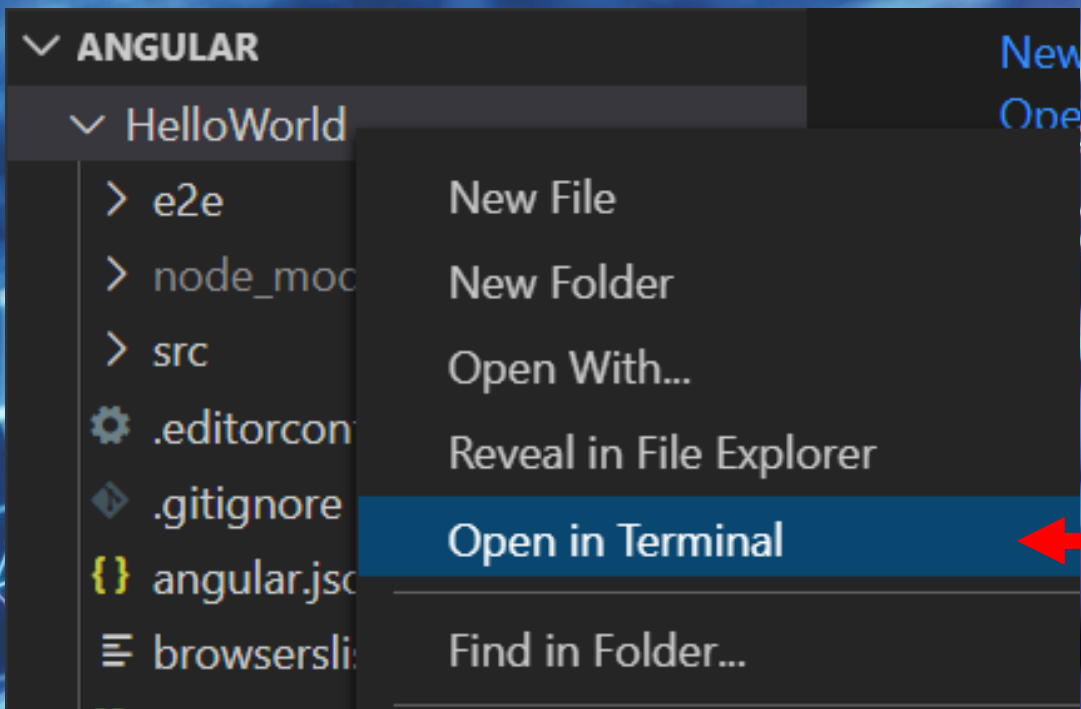 ANGULAR
HelloWorld
e2e
src
.gitignore
New File
New Folder
Open With...
Reveal in File Explorer
Open in Terminal
Find in Folder...
New